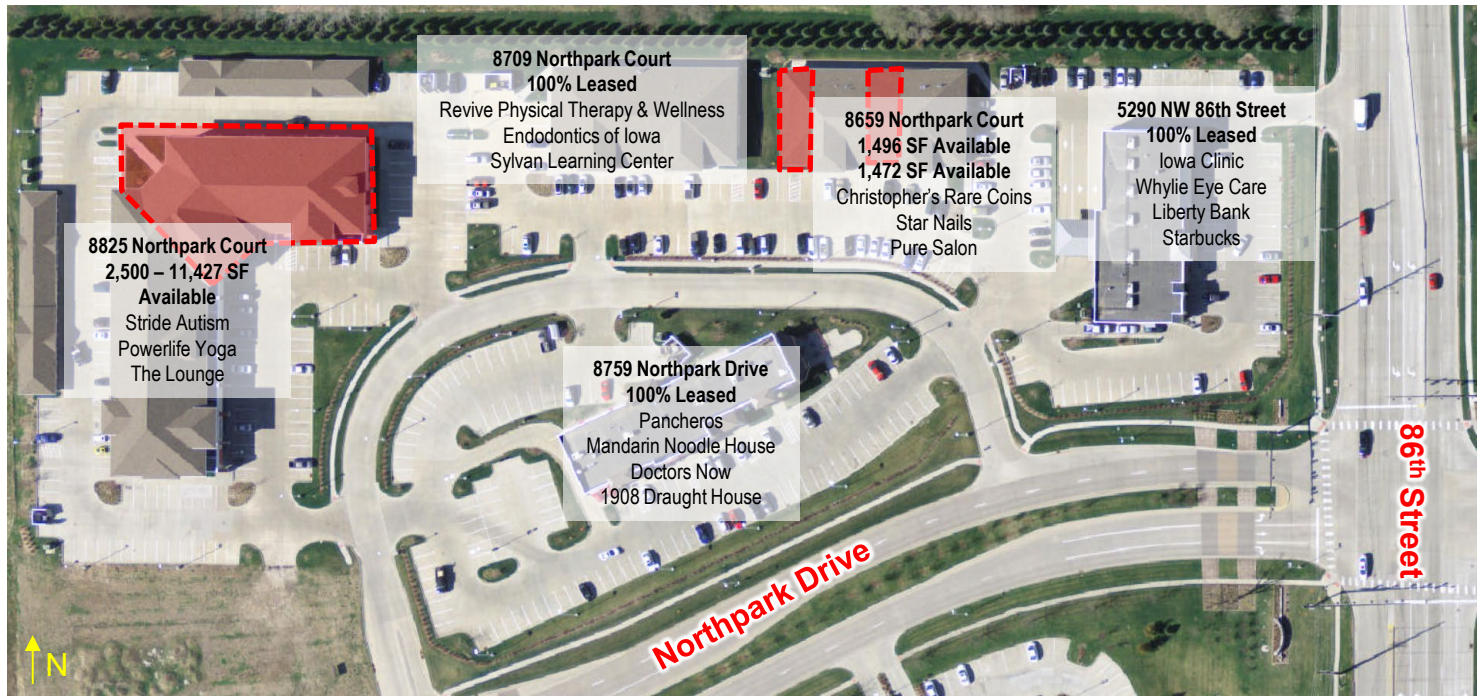 8709 Northpark Court
100% Leased
Revive Physical Therapy & Wellness
Endodontics of Iowa
Sylvan Learning Center
8659 Northpark Court
1,496 SF Available
1,472 SF Available
Christopher's Rare Coins
Star Nails
Pure Salon
5290 NW 86th Street
100% Leased
Iowa Clinic
Whylie Eye Care
Liberty Bank
Starbucks
8825 Northpark Court
2,500 – 11,427 SF
Available
Stride Autism
Powerlife Yoga
The Lounge
8759 Northpark Drive
100% Leased
Pancheros
Mandarin Noodle House
Doctors Now
1908 Draught House
86th Street
Northpark Drive
N